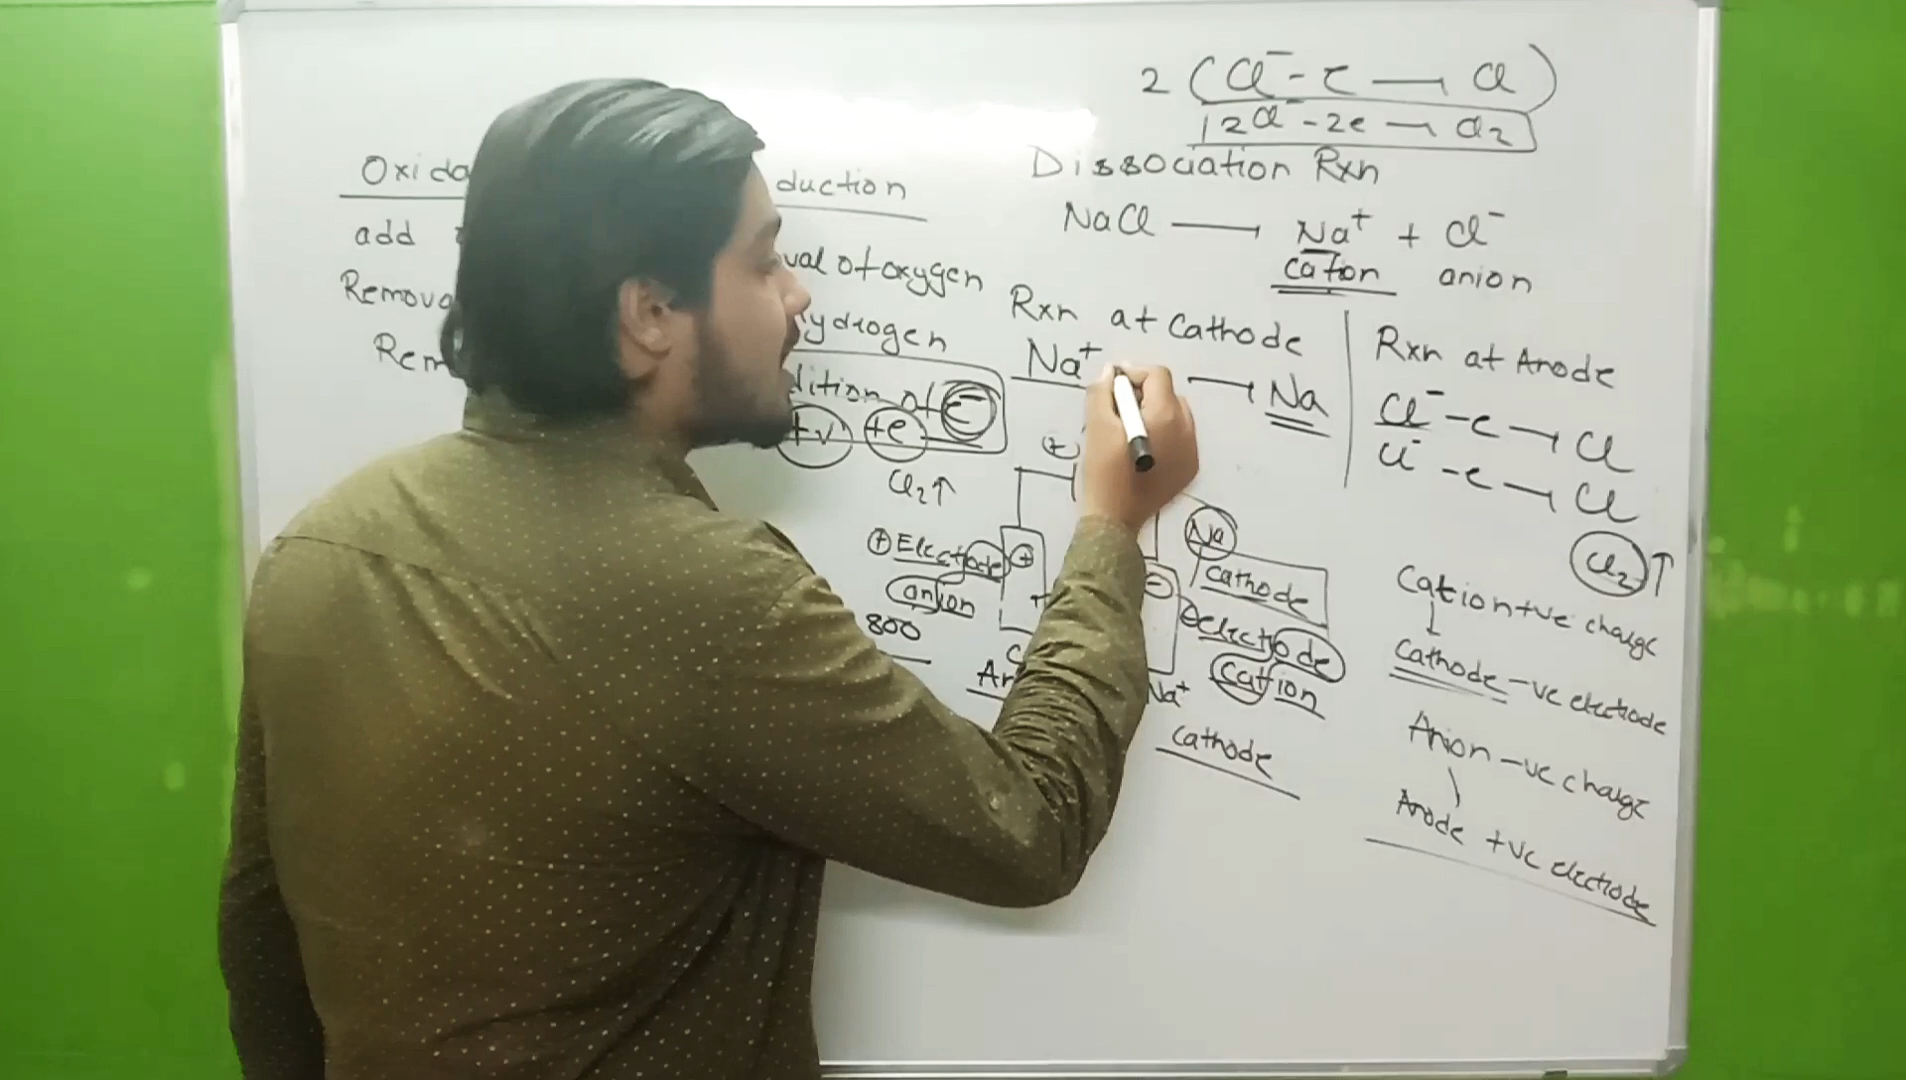 2 (Cl⁻ - e → Cl)
2Cl⁻ - 2e → Cl2
Dissociation Rxn
NaCl → Na⁺ + Cl⁻
cation anion
Oxida
duction
add
val of oxygen
Remova
ydrogen
Rem
dition of e⁻
+e
Cl2↑
Rxn at Cathode
Na⁺ → Na
Rxn at Anode
Cl⁻ - e → Cl
Cl⁻ - e → Cl
Cl2↑
⊕ Electrode
anion
800
An
+
Na
Cathode
⊖electrode
cation
Na⁺
cathode
Cation +ve charge
Cathode -ve electrode
Anion -ve charge
Anode +ve electrode